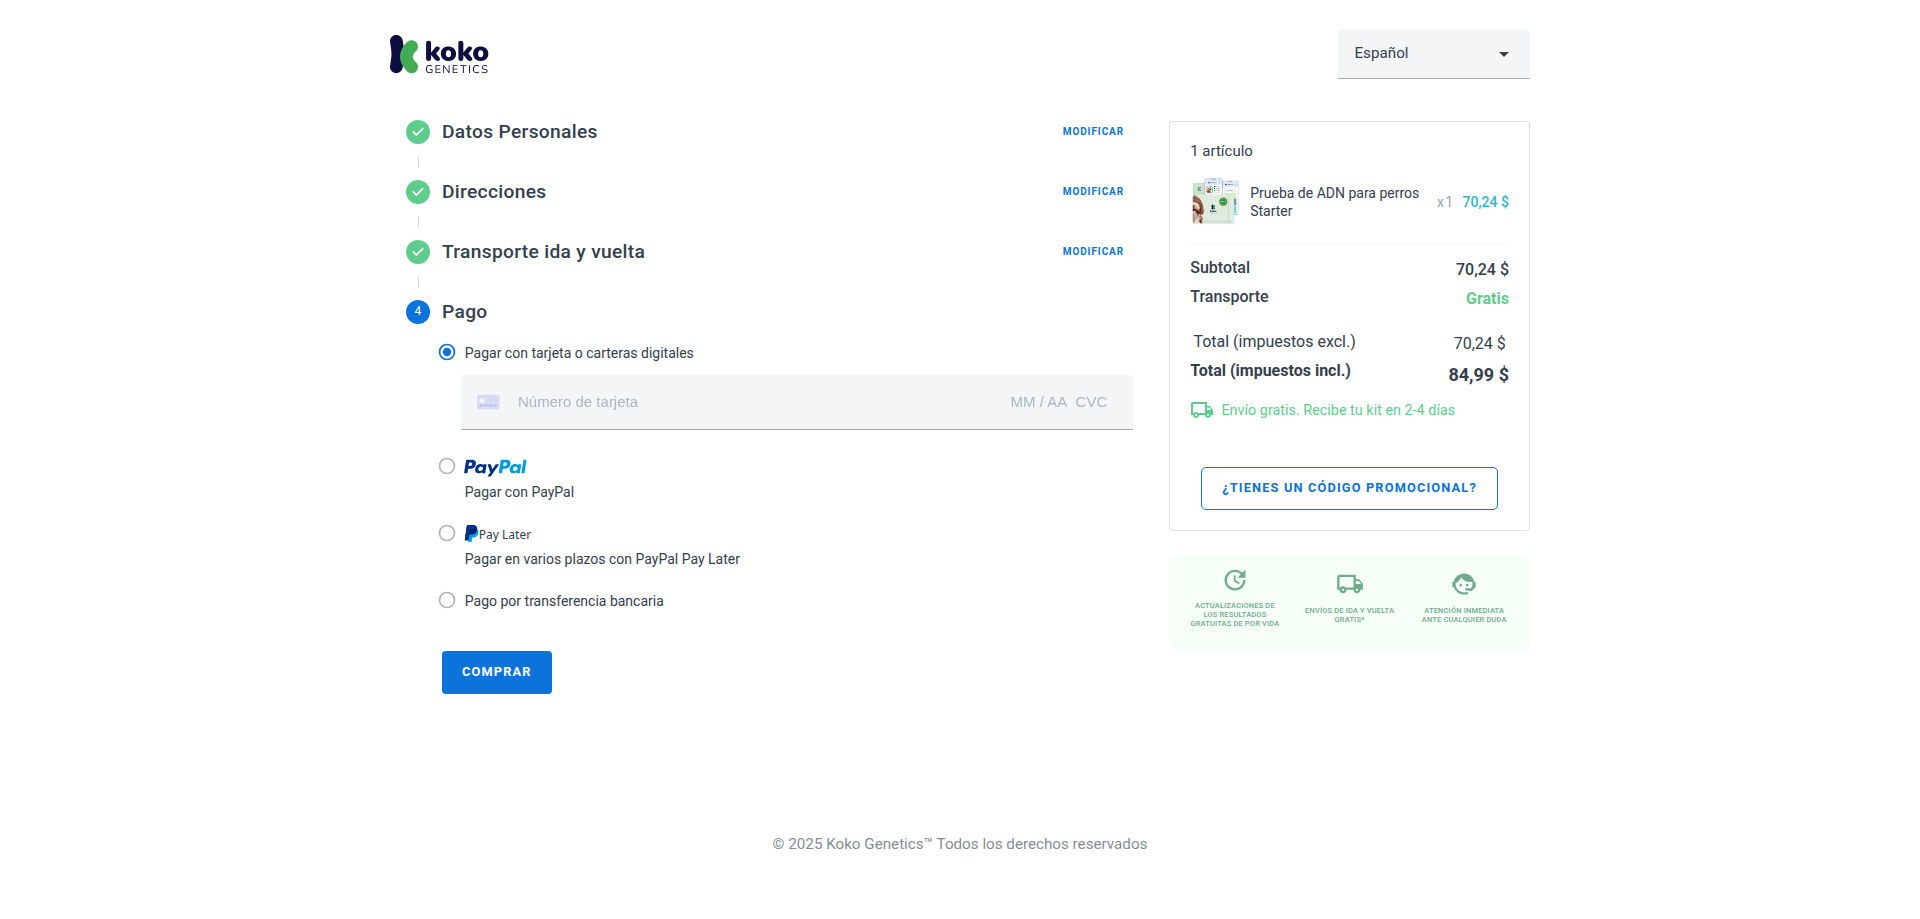 koko
GENETICS
Español
Datos Personales
MODIFICAR
Direcciones
MODIFICAR
Transporte ida y vuelta
MODIFICAR
4
Pago
Pagar con tarjeta o carteras digitales
Número de tarjeta
MM / AA CVC
PayPal
Pagar con PayPal
Pay Later
Pagar en varios plazos con PayPal Pay Later
Pago por transferencia bancaria
COMPRAR
1 artículo
Prueba de ADN para perros
Starter
x1 70,24 $
Subtotal 70,24 $
Transporte Gratis
Total (impuestos excl.) 70,24 $
Total (impuestos incl.) 84,99 $
Envío gratis. Recibe tu kit en 2-4 días
¿TIENES UN CÓDIGO PROMOCIONAL?
ACTUALIZACIONES DE
LOS RESULTADOS
GRATUITAS DE POR VIDA
ENVÍOS DE IDA Y VUELTA
GRATIS*
ATENCIÓN INMEDIATA
ANTE CUALQUIER DUDA
© 2025 Koko Genetics™ Todos los derechos reservados